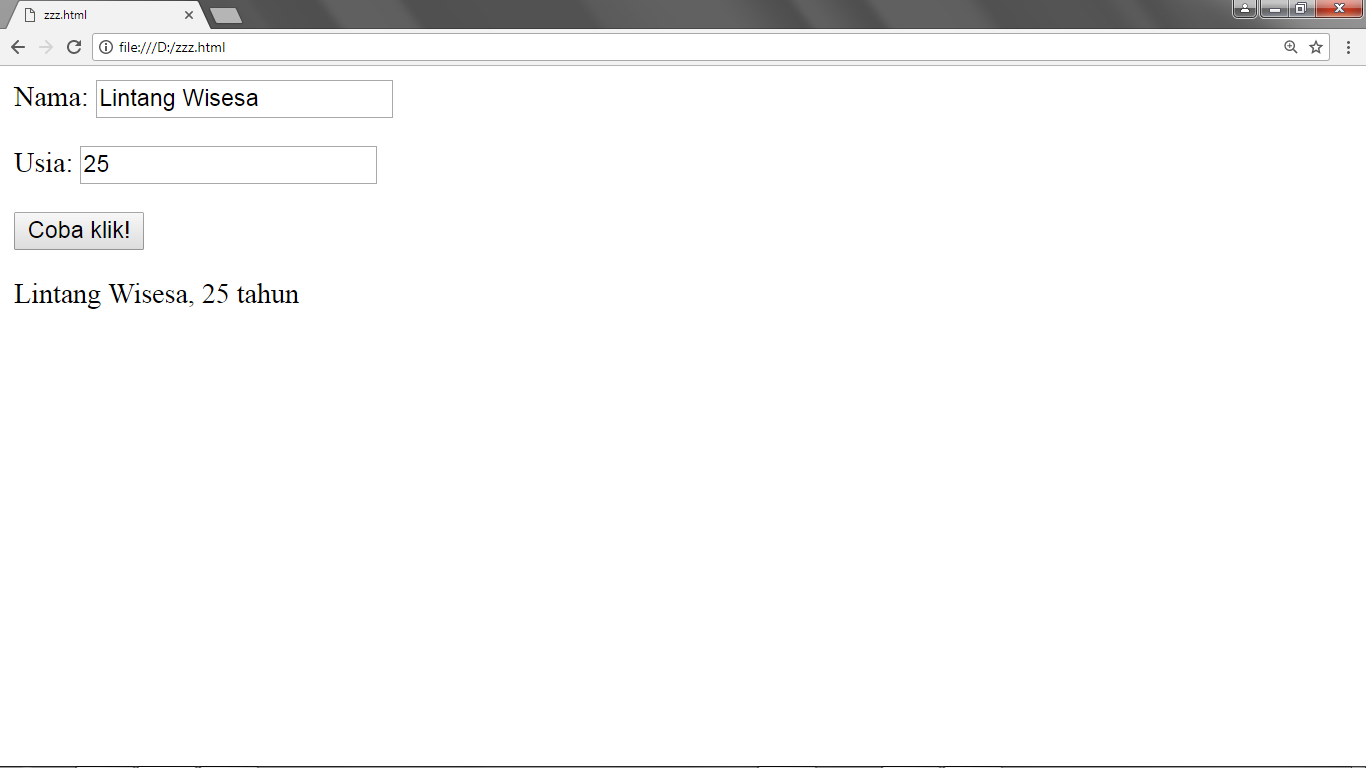 zzz.html
file:///D:/zzz.html
Nama: Lintang Wisesa
Usia: 25
Coba klik!
Lintang Wisesa, 25 tahun